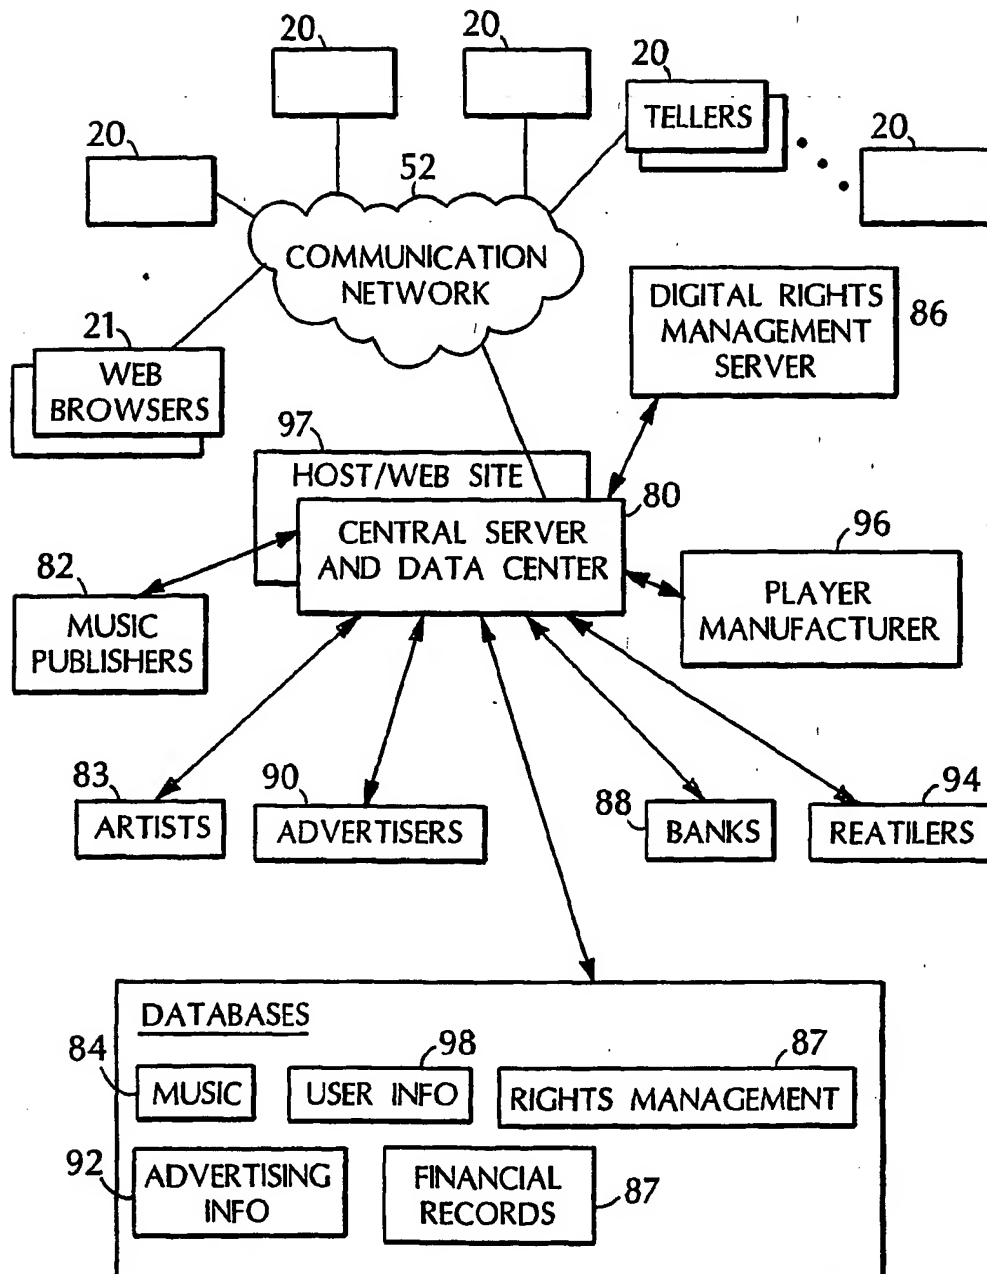 20
20
20
TELLERS
20
20
52
COMMUNICATION
NETWORK
DIGITAL RIGHTS
MANAGEMENT
SERVER
86
21
WEB
BROWSERS
97
HOST/WEB SITE
80
CENTRAL SERVER
AND DATA CENTER
96
PLAYER
MANUFACTURER
82
MUSIC
PUBLISHERS
83
ARTISTS
90
ADVERTISERS
88
BANKS
94
REATILERS
DATABASES
84
MUSIC
98
USER INFO
87
RIGHTS MANAGEMENT
92
ADVERTISING
INFO
FINANCIAL
RECORDS
87